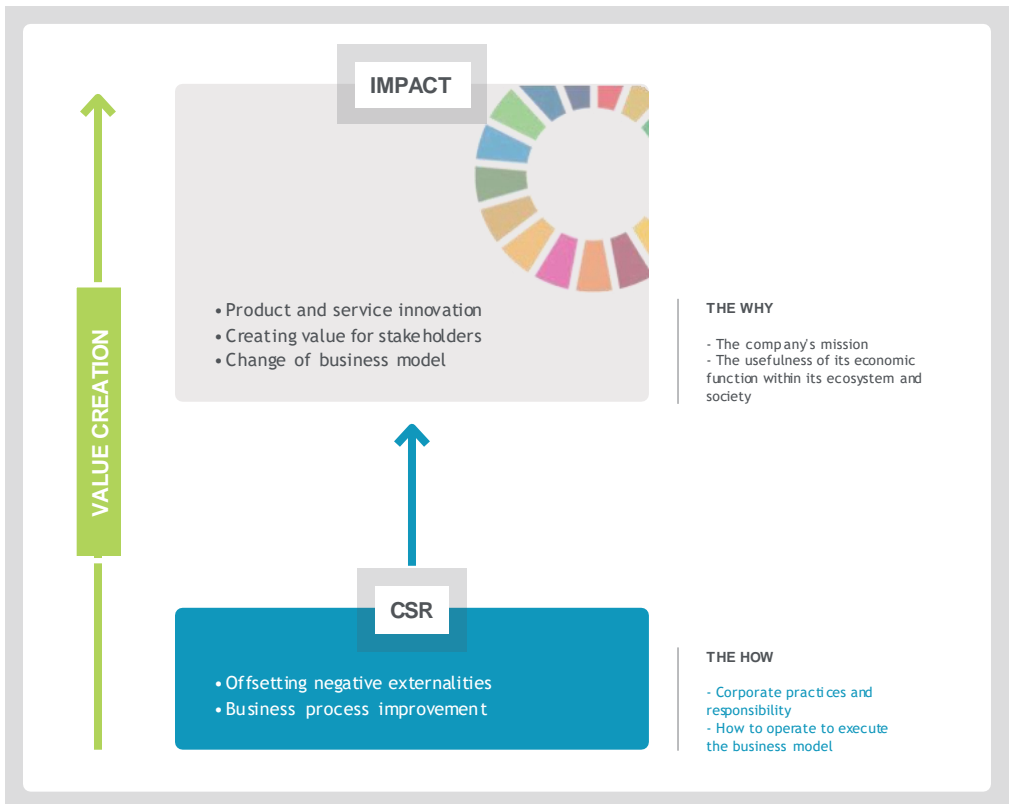 IMPACT
• Product and service innovation
• Creating value for stakeholders
• Change of business model
THE WHY
- The company's mission
- The usefulness of its economic
function within its ecosystem and
society
VALUE CREATION
CSR
• Offsetting negative externalities
• Business process improvement
THE HOW
- Corporate practices and
responsibility
- How to operate to execute
the business model